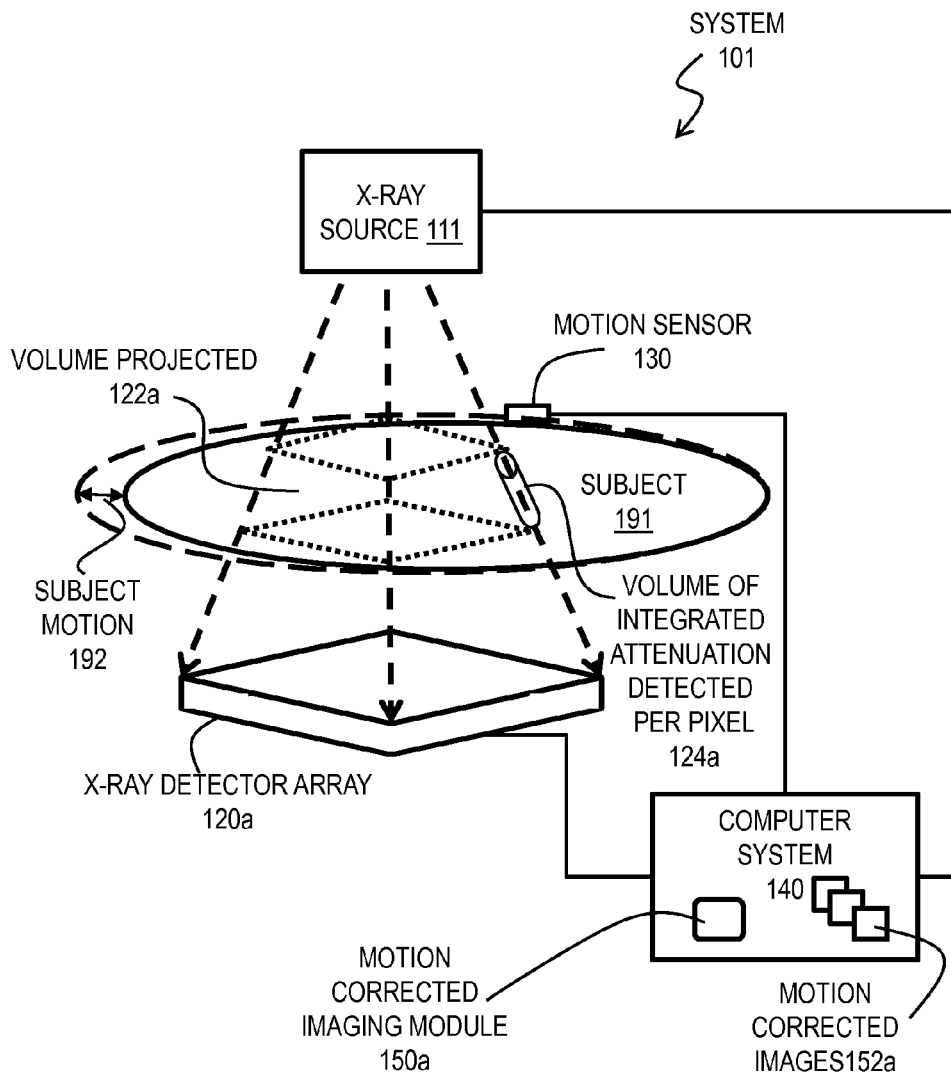 SYSTEM
101
X-RAY
SOURCE 111
MOTION SENSOR
130
VOLUME PROJECTED
122a
SUBJECT
191
SUBJECT
MOTION
192
VOLUME OF
INTEGRATED
ATTENUATION
DETECTED
PER PIXEL
124a
X-RAY DETECTOR ARRAY
120a
COMPUTER
SYSTEM
140
MOTION
CORRECTED
IMAGING MODULE
150a
MOTION
CORRECTED
IMAGES152a